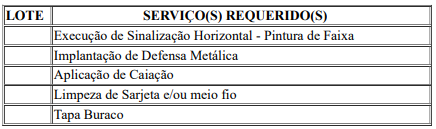 LOTE SERVIÇO(S) REQUERIDO(S)
Execução de Sinalização Horizontal - Pintura de Faixa
Implantação de Defensa Metálica
Aplicação de Caiação
Limpeza de Sarjeta e/ou meio fio
Tapa Buraco